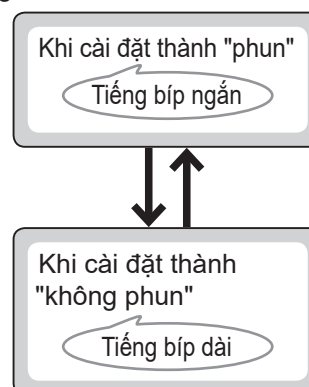 Khi cài đặt thành "phun"
Tiếng bíp ngắn
Khi cài đặt thành
"không phun"
Tiếng bíp dài